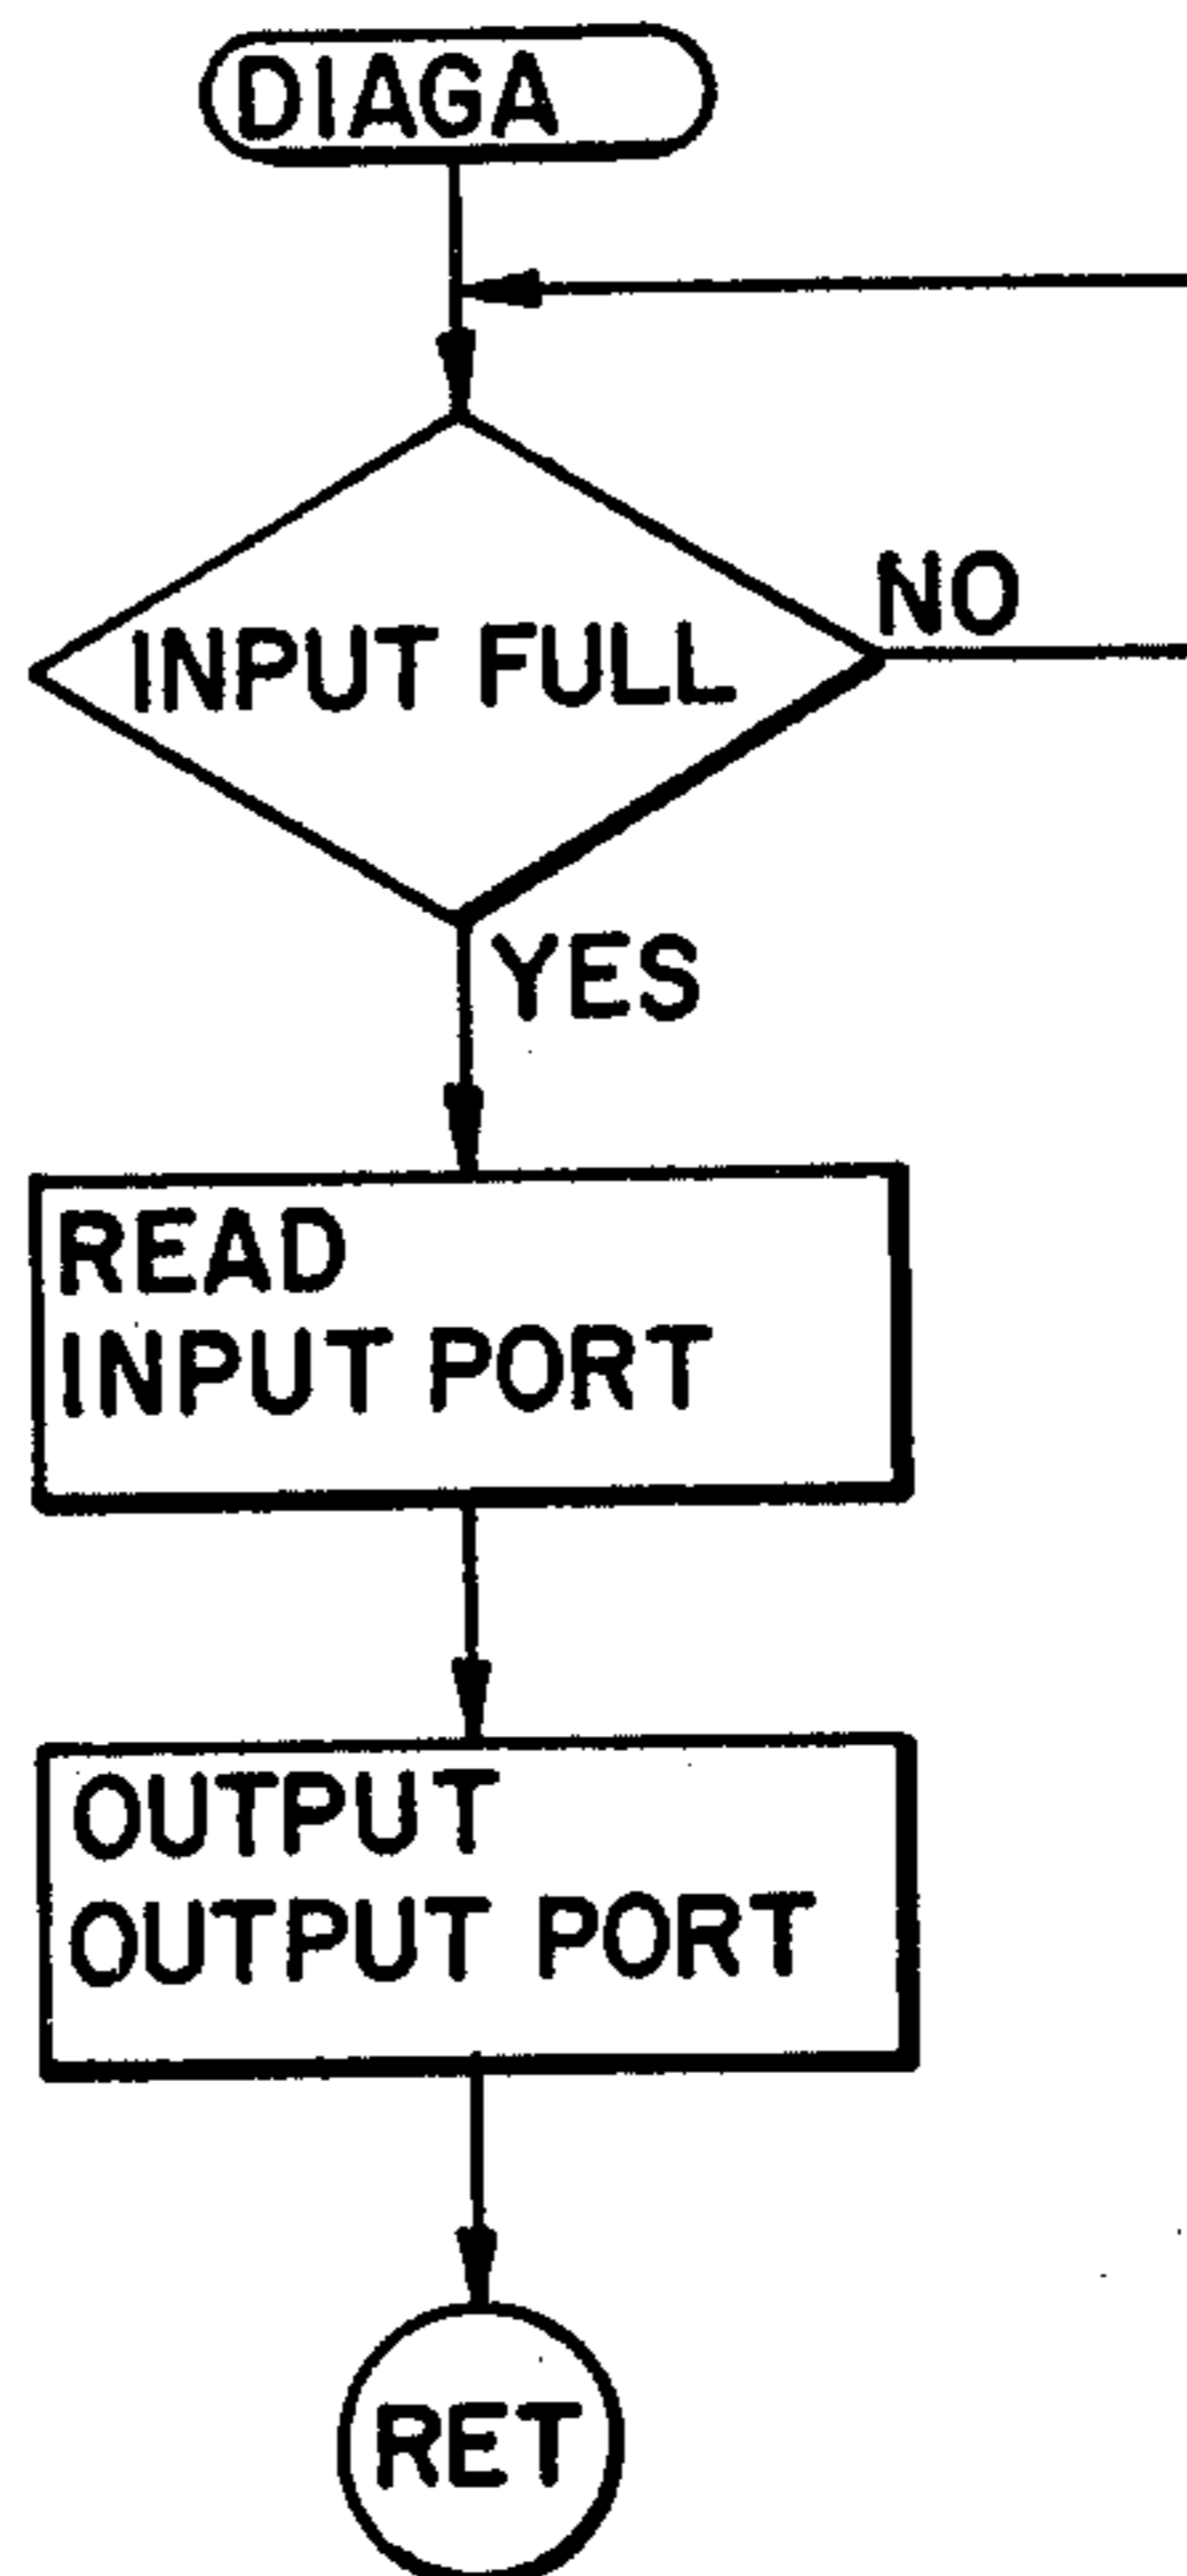 DIAGA
INPUT FULL
NO
YES
READ
INPUT PORT
OUTPUT
OUTPUT PORT
RET